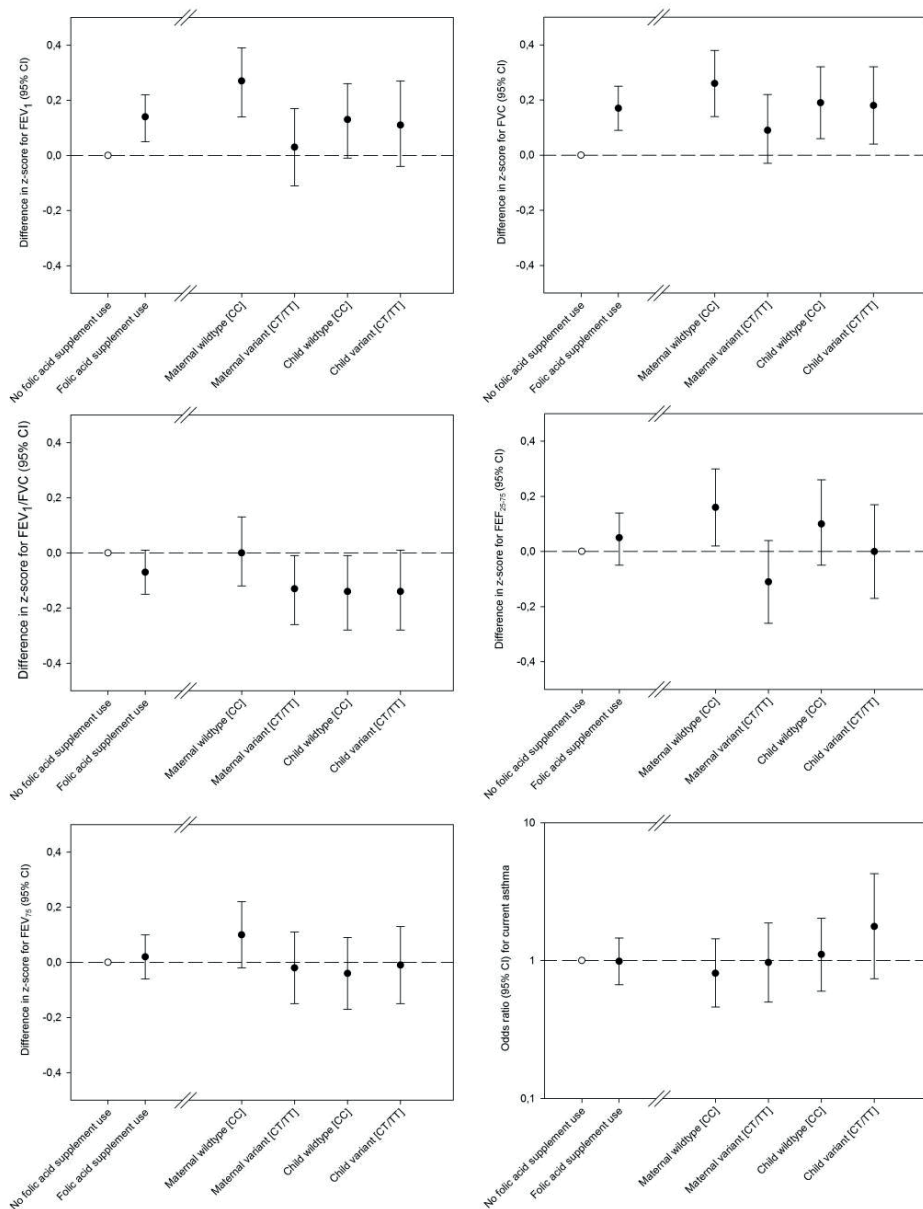 Difference in z-score for FEV1 (95% CI)
0,4
0,2
0,0
-0,2
-0,4
No folic acid supplement use
Folic acid supplement use
Maternal wildtype [CC]
Maternal variant [CT/TT]
Child wildtype [CC]
Child variant [CT/TT]
Difference in z-score for FVC (95% CI)
0,4
0,2
0,0
-0,2
-0,4
No folic acid supplement use
Folic acid supplement use
Maternal wildtype [CC]
Maternal variant [CT/TT]
Child wildtype [CC]
Child variant [CT/TT]
Difference in z-score for FEV1/FVC (95% CI)
0,4
0,2
0,0
-0,2
-0,4
No folic acid supplement use
Folic acid supplement use
Maternal wildtype [CC]
Maternal variant [CT/TT]
Child wildtype [CC]
Child variant [CT/TT]
Difference in z-score for FEF25-75 (95% CI)
0,4
0,2
0,0
-0,2
-0,4
No folic acid supplement use
Folic acid supplement use
Maternal wildtype [CC]
Maternal variant [CT/TT]
Child wildtype [CC]
Child variant [CT/TT]
Difference in z-score for FEV75 (95% CI)
0,4
0,2
0,0
-0,2
-0,4
No folic acid supplement use
Folic acid supplement use
Maternal wildtype [CC]
Maternal variant [CT/TT]
Child wildtype [CC]
Child variant [CT/TT]
Odds ratio (95% CI) for current asthma
10
1
0,1
No folic acid supplement use
Folic acid supplement use
Maternal wildtype [CC]
Maternal variant [CT/TT]
Child wildtype [CC]
Child variant [CT/TT]